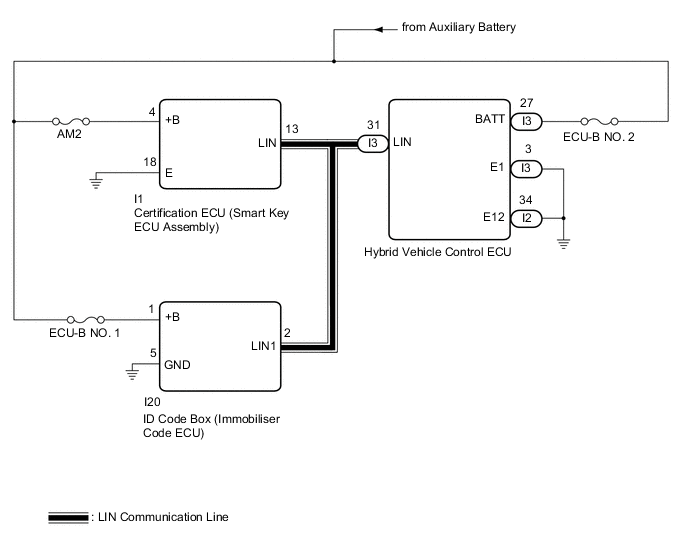 from Auxiliary Battery
4
+B
AM2
LIN
13
18
E
I1
Certification ECU (Smart Key
ECU Assembly)
31
I3
LIN
BATT
27
I3
ECU-B NO. 2
E1
3
I3
E12
34
I2
Hybrid Vehicle Control ECU
1
+B
ECU-B NO. 1
LIN1
2
5
GND
I20
ID Code Box (Immobiliser
Code ECU)
: LIN Communication Line